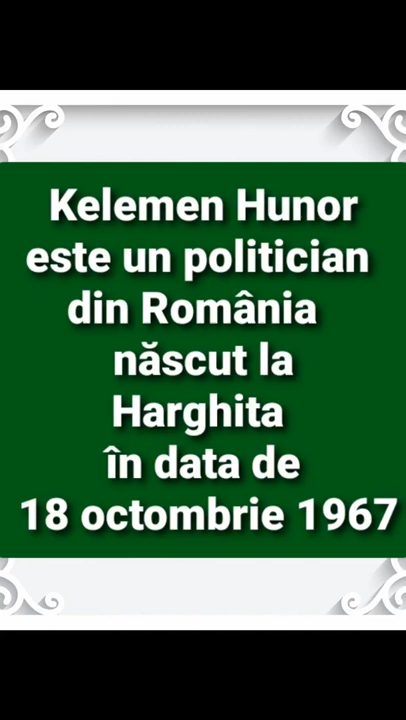 Kelemen Hunor
este un politician
din România
născut la
Harghita
în data de
18 octombrie 1967